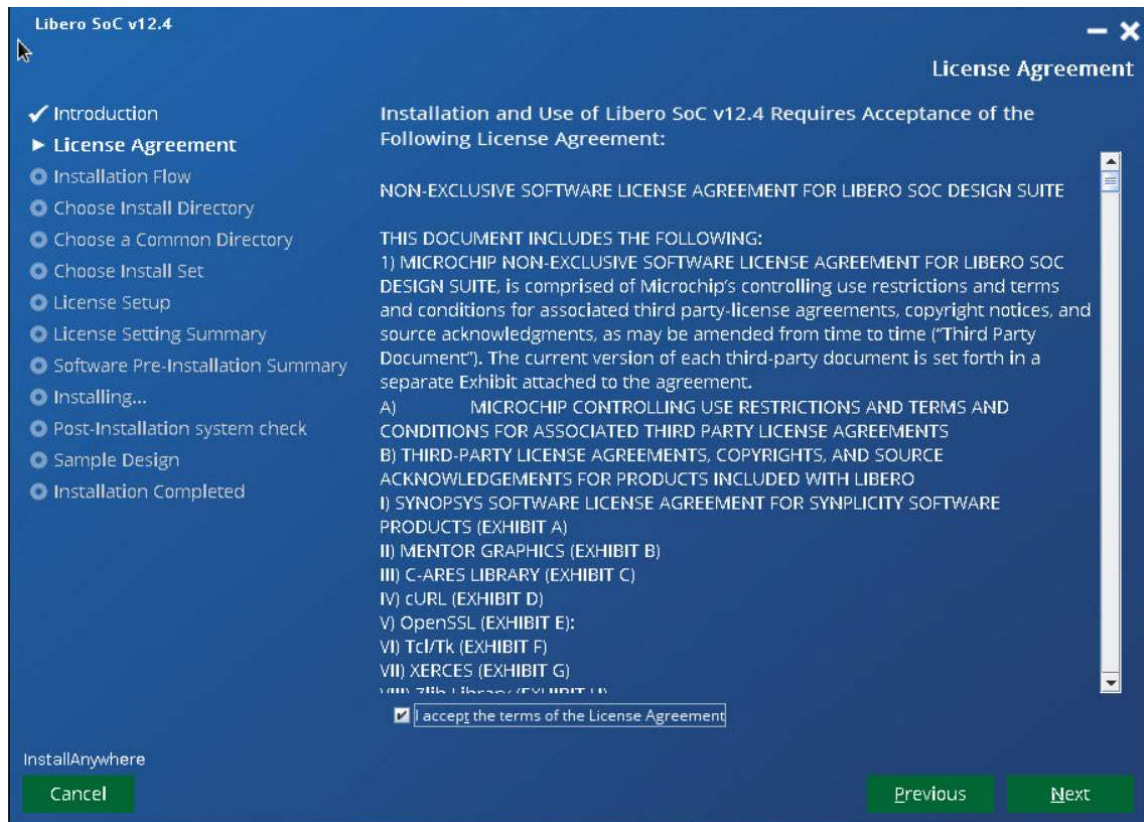 Libero SoC v12.4
License Agreement
Introduction
License Agreement
Installation Flow
Choose Install Directory
Choose a Common Directory
Choose Install Set
License Setup
License Setting Summary
Software Pre-Installation Summary
Installing...
Post-Installation system check
Sample Design
Installation Completed
Installation and Use of Libero SoC v12.4 Requires Acceptance of the
Following License Agreement:
NON-EXCLUSIVE SOFTWARE LICENSE AGREEMENT FOR LIBERO SOC DESIGN SUITE
THIS DOCUMENT INCLUDES THE FOLLOWING:
1) MICROCHIP NON-EXCLUSIVE SOFTWARE LICENSE AGREEMENT FOR LIBERO SOC
DESIGN SUITE, is comprised of Microchip's controlling use restrictions and terms
and conditions for associated third party-license agreements, copyright notices, and
source acknowledgments, as may be amended from time to time ("Third Party
Document"). The current version of each third-party document is set forth in a
separate Exhibit attached to the agreement.
A) MICROCHIP CONTROLLING USE RESTRICTIONS AND TERMS AND
CONDITIONS FOR ASSOCIATED THIRD PARTY LICENSE AGREEMENTS
B) THIRD-PARTY LICENSE AGREEMENTS, COPYRIGHTS, AND SOURCE
ACKNOWLEDGEMENTS FOR PRODUCTS INCLUDED WITH LIBERO
I) SYNOPSYS SOFTWARE LICENSE AGREEMENT FOR SYNPLICITY SOFTWARE
PRODUCTS (EXHIBIT A)
II) MENTOR GRAPHICS (EXHIBIT B)
III) C-ARES LIBRARY (EXHIBIT C)
IV) cURL (EXHIBIT D)
V) OpenSSL (EXHIBIT E):
VI) Tcl/Tk (EXHIBIT F)
VII) XERCES (EXHIBIT G)
VIII) Zlib Library (EXHIBIT H)
I accept the terms of the License Agreement
InstallAnywhere
Cancel
Previous
Next